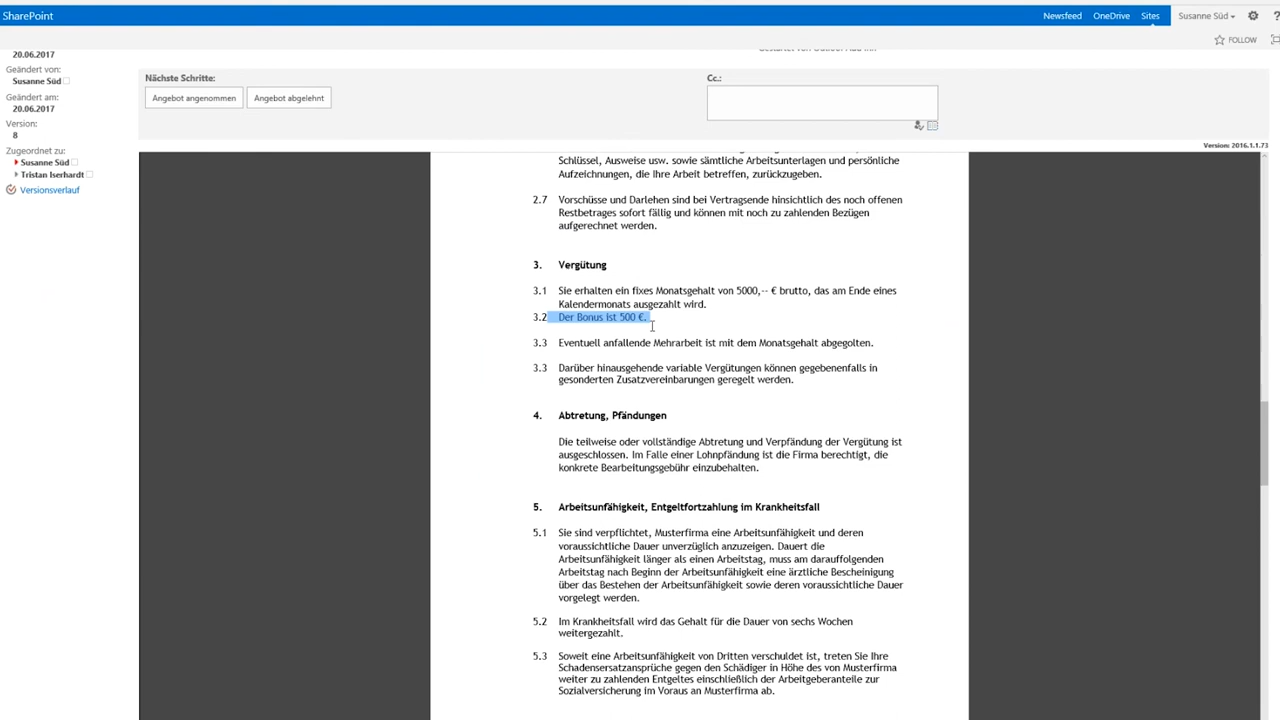 SharePoint
Newsfeed OneDrive Sites Susanne Süd ?
FOLLOW
20.06.2017
Geändert von:
Susanne Süd
Geändert am:
20.06.2017
Version:
8
Zugeordnet zu:
Susanne Süd
Tristan Iserhardt
Versionsverlauf
Nächste Schritte:
Angebot angenommen Angebot abgelehnt
Cc.:
Version: 2016.1.1.73
Schlüssel, Ausweise usw. sowie sämtliche Arbeitsunterlagen und persönliche
Aufzeichnungen, die Ihre Arbeit betreffen, zurückzugeben.
2.7 Vorschüsse und Darlehen sind bei Vertragsende hinsichtlich des noch offenen
Restbetrages sofort fällig und können mit noch zu zahlenden Bezügen
aufgerechnet werden.
3. Vergütung
3.1 Sie erhalten ein fixes Monatsgehalt von 5000,-- € brutto, das am Ende eines
Kalendermonats ausgezahlt wird.
3.2 Der Bonus ist 500 €.
3.3 Eventuell anfallende Mehrarbeit ist mit dem Monatsgehalt abgegolten.
3.3 Darüber hinausgehende variable Vergütungen können gegebenenfalls in
gesonderten Zusatzvereinbarungen geregelt werden.
4. Abtretung, Pfändungen
Die teilweise oder vollständige Abtretung und Verpfändung der Vergütung ist
ausgeschlossen. Im Falle einer Lohnpfändung ist die Firma berechtigt, die
konkrete Bearbeitungsgebühr einzubehalten.
5. Arbeitsunfähigkeit, Entgeltfortzahlung im Krankheitsfall
5.1 Sie sind verpflichtet, Musterfirma eine Arbeitsunfähigkeit und deren
voraussichtliche Dauer unverzüglich anzuzeigen. Dauert die
Arbeitsunfähigkeit länger als einen Arbeitstag, muss am darauffolgenden
Arbeitstag nach Beginn der Arbeitsunfähigkeit eine ärztliche Bescheinigung
über das Bestehen der Arbeitsunfähigkeit sowie deren voraussichtliche Dauer
vorgelegt werden.
5.2 Im Krankheitsfall wird das Gehalt für die Dauer von sechs Wochen
weitergezahlt.
5.3 Soweit eine Arbeitsunfähigkeit von Dritten verschuldet ist, treten Sie Ihre
Schadensersatzansprüche gegen den Schädiger in Höhe des von Musterfirma
weiter zu zahlenden Entgeltes einschließlich der Arbeitgeberanteile zur
Sozialversicherung im Voraus an Musterfirma ab.